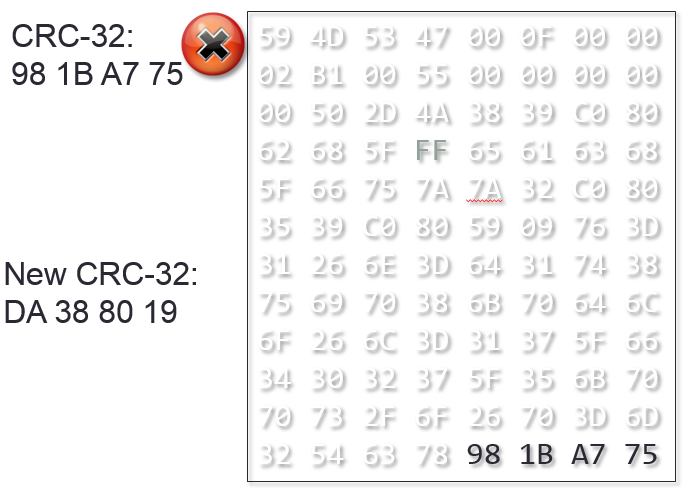 CRC-32:
98 1B A7 75
New CRC-32:
DA 38 80 19
59 4D 53 47 00 0F 00 00
02 B1 00 55 00 00 00 00
00 50 2D 4A 38 39 C0 80
62 68 5F FF 65 61 63 68
5F 66 75 7A 7A 32 C0 80
35 39 C0 80 59 09 76 3D
31 26 6E 3D 64 31 74 38
75 69 70 38 6B 70 64 6C
6F 26 6C 3D 31 37 5F 66
34 30 32 37 5F 35 6B 70
70 73 2F 6F 26 70 3D 6D
32 54 63 78 98 1B A7 75